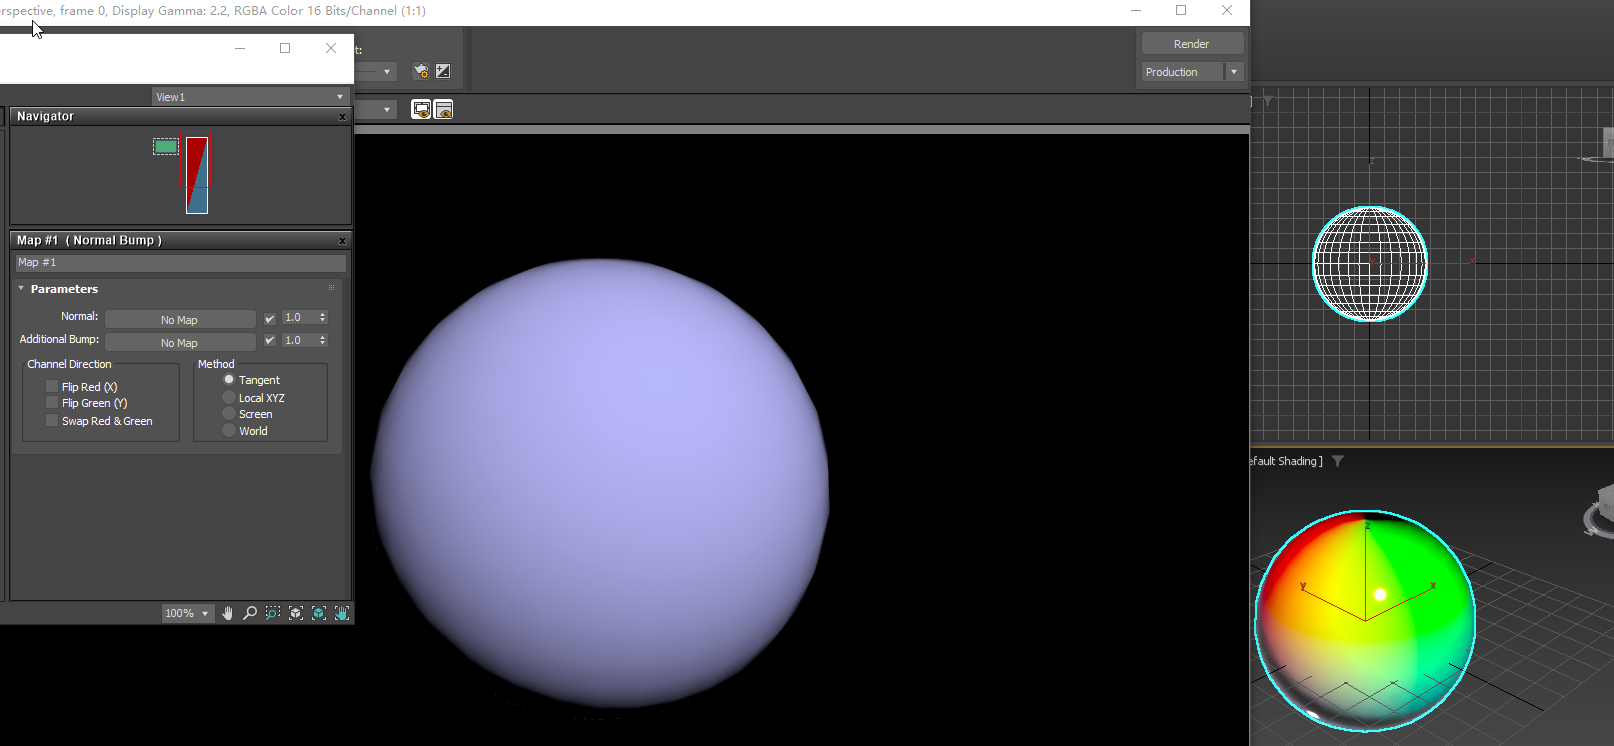 erspective, frame 0, Display Gamma: 2.2, RGBA Color 16 Bits/Channel (1:1)
t:
Render
Production
View1
Navigator
Map #1 ( Normal Bump )
Map #1
Parameters
Normal:
No Map
1.0
Additional Bump:
No Map
1.0
Channel Direction
Flip Red (X)
Flip Green (Y)
Swap Red & Green
Method
Tangent
Local XYZ
Screen
World
100%
]
z
y
x
efault Shading ]
z
y
x